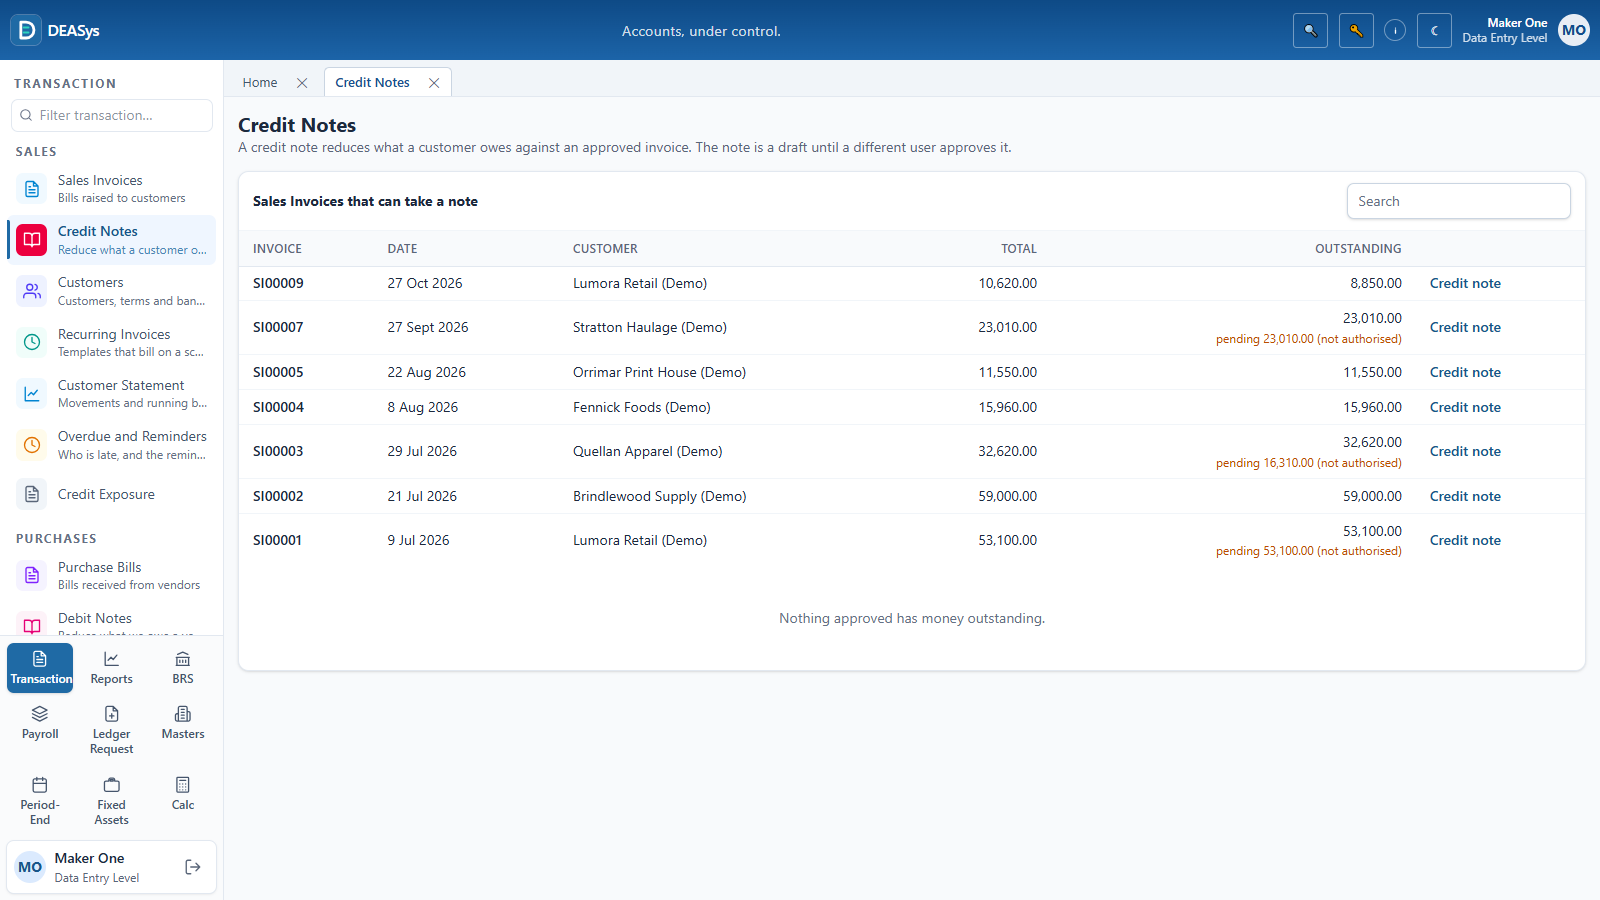 DEASys
Accounts, under control.
Maker One
Data Entry Level
MO
TRANSACTION
Filter transaction...
SALES
Sales Invoices
Bills raised to customers
Credit Notes
Reduce what a customer o...
Customers
Customers, terms and ban...
Recurring Invoices
Templates that bill on a sc...
Customer Statement
Movements and running b...
Overdue and Reminders
Who is late, and the remin...
Credit Exposure
PURCHASES
Purchase Bills
Bills received from vendors
Debit Notes
Transaction
Reports
BRS
Payroll
Ledger Request
Masters
Period-End
Fixed Assets
Calc
MO
Maker One
Data Entry Level
Home
Credit Notes
Credit Notes
A credit note reduces what a customer owes against an approved invoice. The note is a draft until a different user approves it.
Sales Invoices that can take a note
Search
INVOICE DATE CUSTOMER TOTAL OUTSTANDING
SI00009 27 Oct 2026 Lumora Retail (Demo) 10,620.00 8,850.00 Credit note
SI00007 27 Sept 2026 Stratton Haulage (Demo) 23,010.00 23,010.00 Credit note
pending 23,010.00 (not authorised)
SI00005 22 Aug 2026 Orrimar Print House (Demo) 11,550.00 11,550.00 Credit note
SI00004 8 Aug 2026 Fennick Foods (Demo) 15,960.00 15,960.00 Credit note
SI00003 29 Jul 2026 Quellan Apparel (Demo) 32,620.00 32,620.00 Credit note
pending 16,310.00 (not authorised)
SI00002 21 Jul 2026 Brindlewood Supply (Demo) 59,000.00 59,000.00 Credit note
SI00001 9 Jul 2026 Lumora Retail (Demo) 53,100.00 53,100.00 Credit note
pending 53,100.00 (not authorised)
Nothing approved has money outstanding.